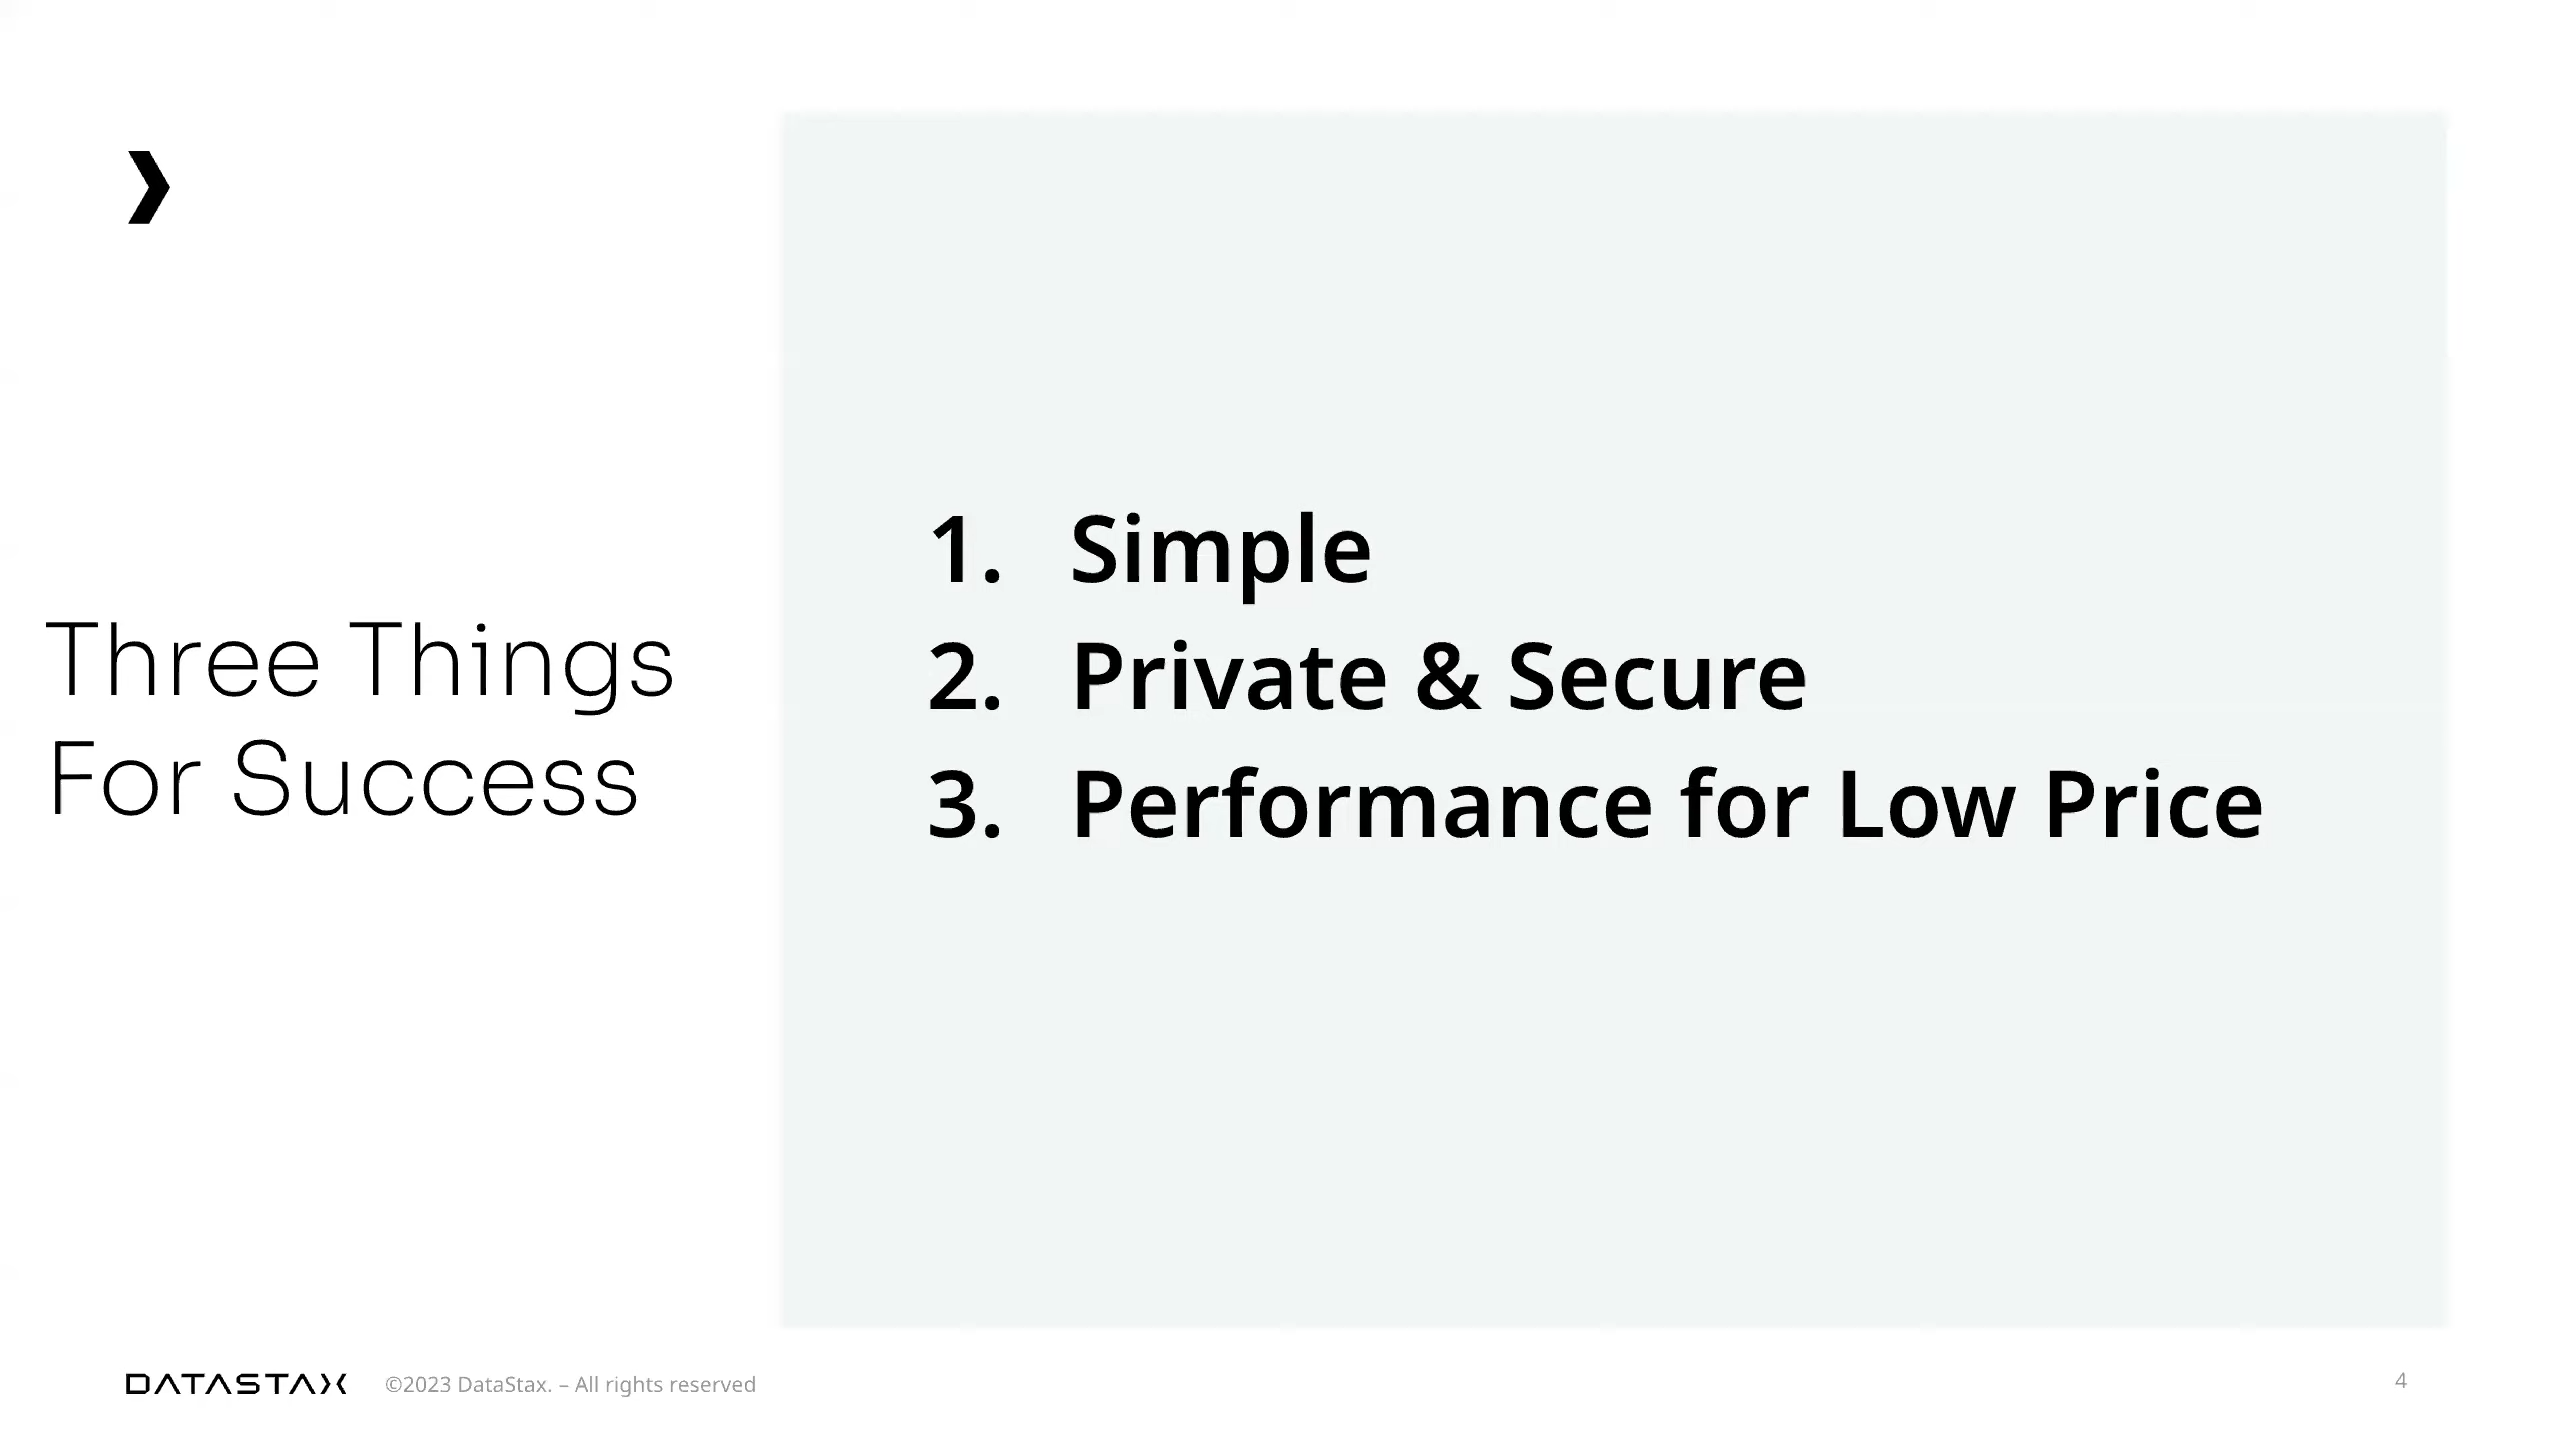 Three Things
For Success
1. Simple
2. Private & Secure
3. Performance for Low Price
DATASTAX
©2023 DataStax. – All rights reserved
4